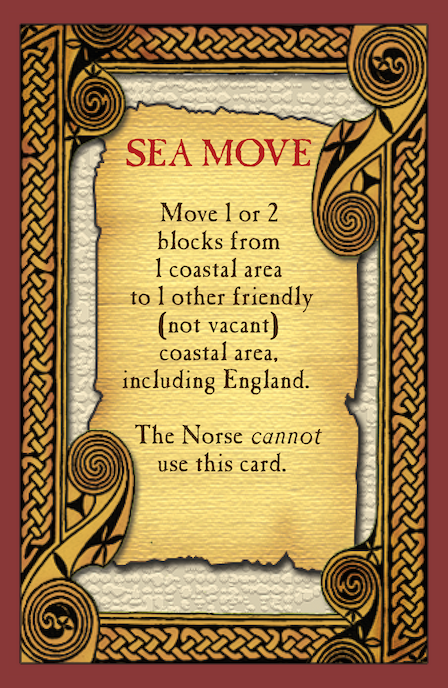 SEA MOVE
Move 1 or 2
blocks from
1 coastal area
to 1 other friendly
(not vacant)
coastal area,
including England.
The Norse cannot
use this card.